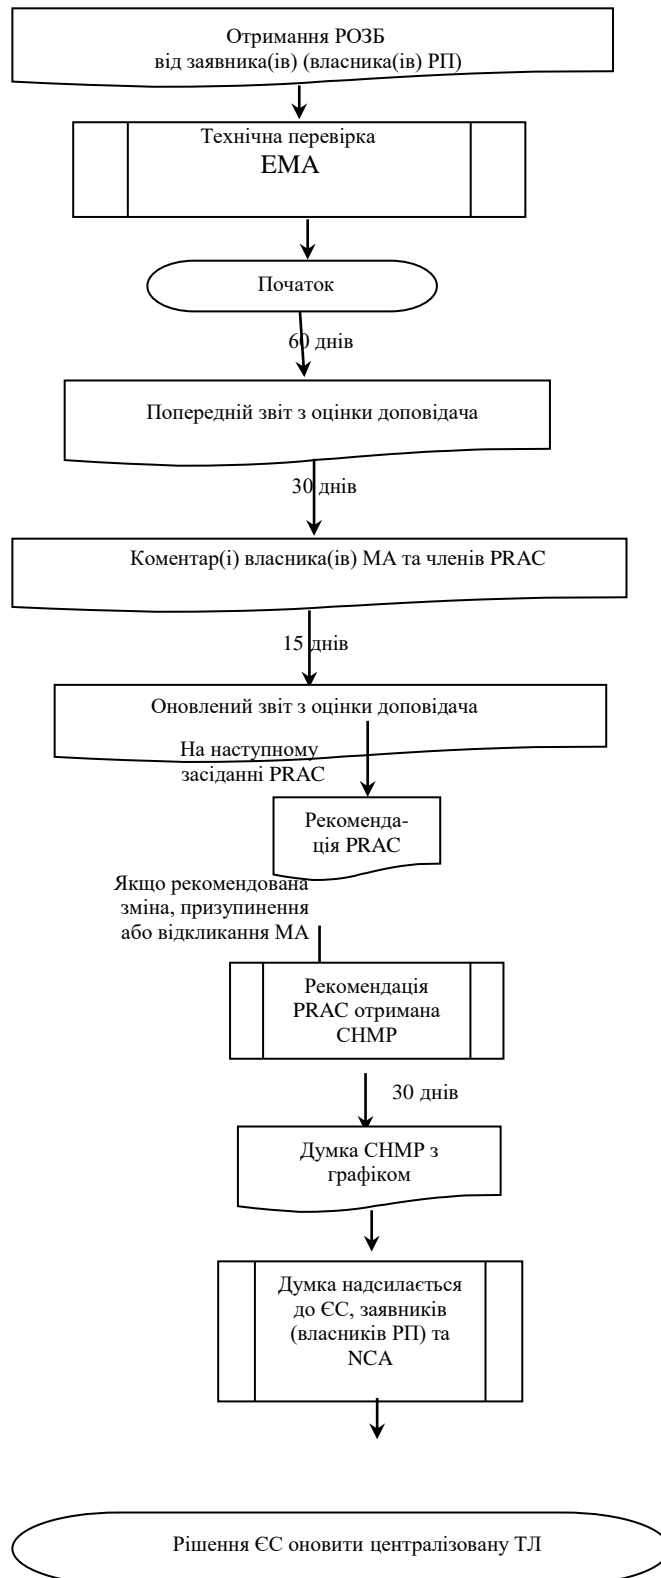 Отримання РОЗБ
від заявника(ів) (власника(ів) РП)
Технічна перевірка
ЕМА
Початок
60 днів
Попередній звіт з оцінки доповідача
30 днів
Коментар(і) власника(ів) МА та членів PRAC
15 днів
Оновлений звіт з оцінки доповідача
На наступному
засіданні PRAC
Рекоменда-
ція PRAC
Якщо рекомендована
зміна, призупинення
або відкликання МА
Рекомендація
PRAC отримана
CHMP
30 днів
Думка CHMP з
графіком
Думка надсилається
до ЄС, заявників
(власників РП) та
NCA
Рішення ЄС оновити централізовану ТЛ